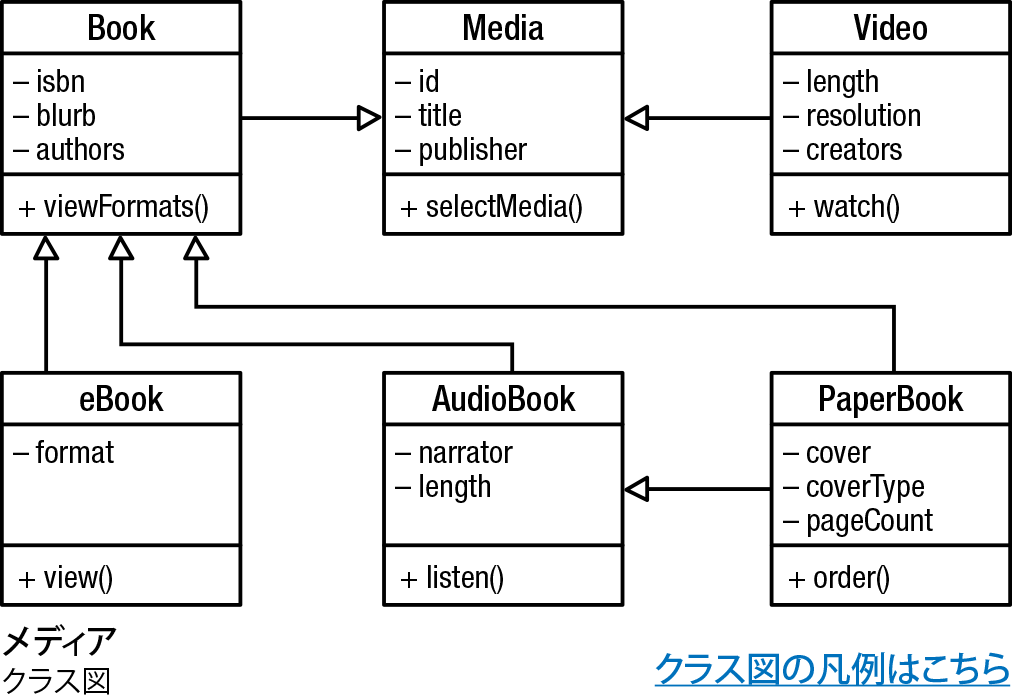 Book
– isbn
– blurb
– authors
+ viewFormats()
Media
– id
– title
– publisher
+ selectMedia()
Video
– length
– resolution
– creators
+ watch()
eBook
– format
+ view()
AudioBook
– narrator
– length
+ listen()
PaperBook
– cover
– coverType
– pageCount
+ order()
メディア
クラス図
クラス図の凡例はこちら